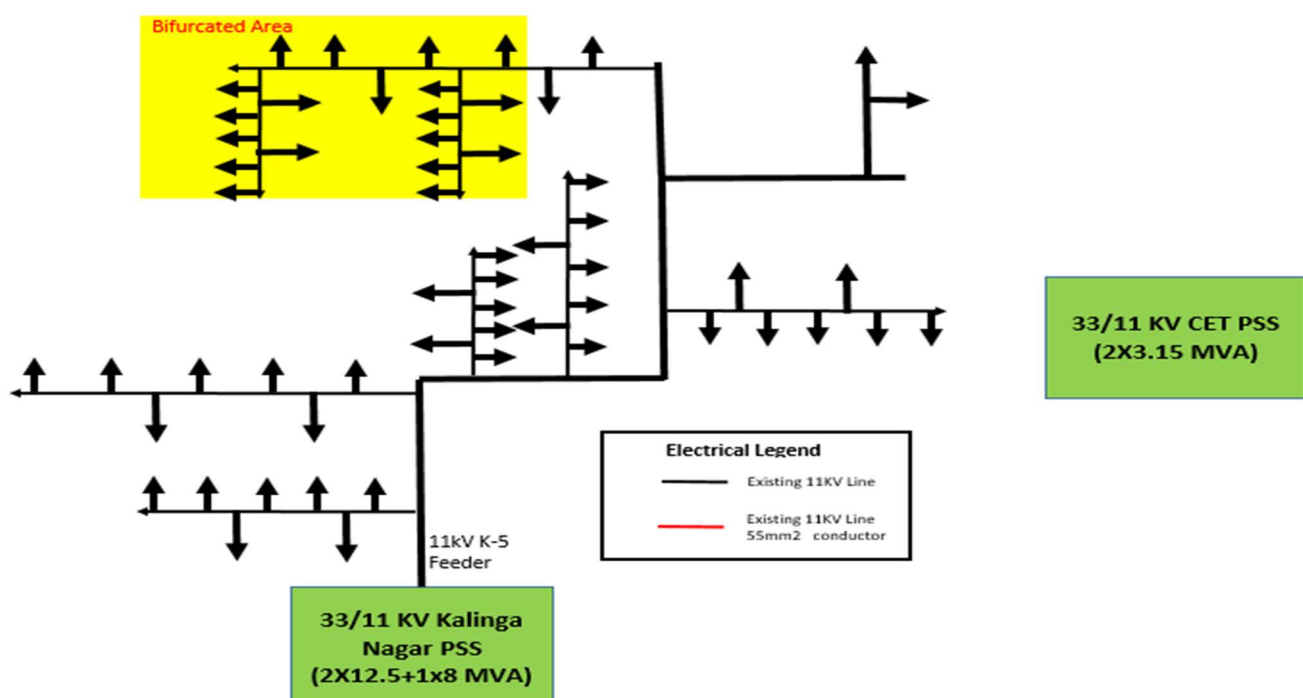 Bifurcated Area
33/11 KV CET PSS
(2X3.15 MVA)
Electrical Legend
Existing 11KV Line
Existing 11KV Line
55mm2 conductor
11kV K-5
Feeder
33/11 KV Kalinga
Nagar PSS
(2X12.5+1x8 MVA)